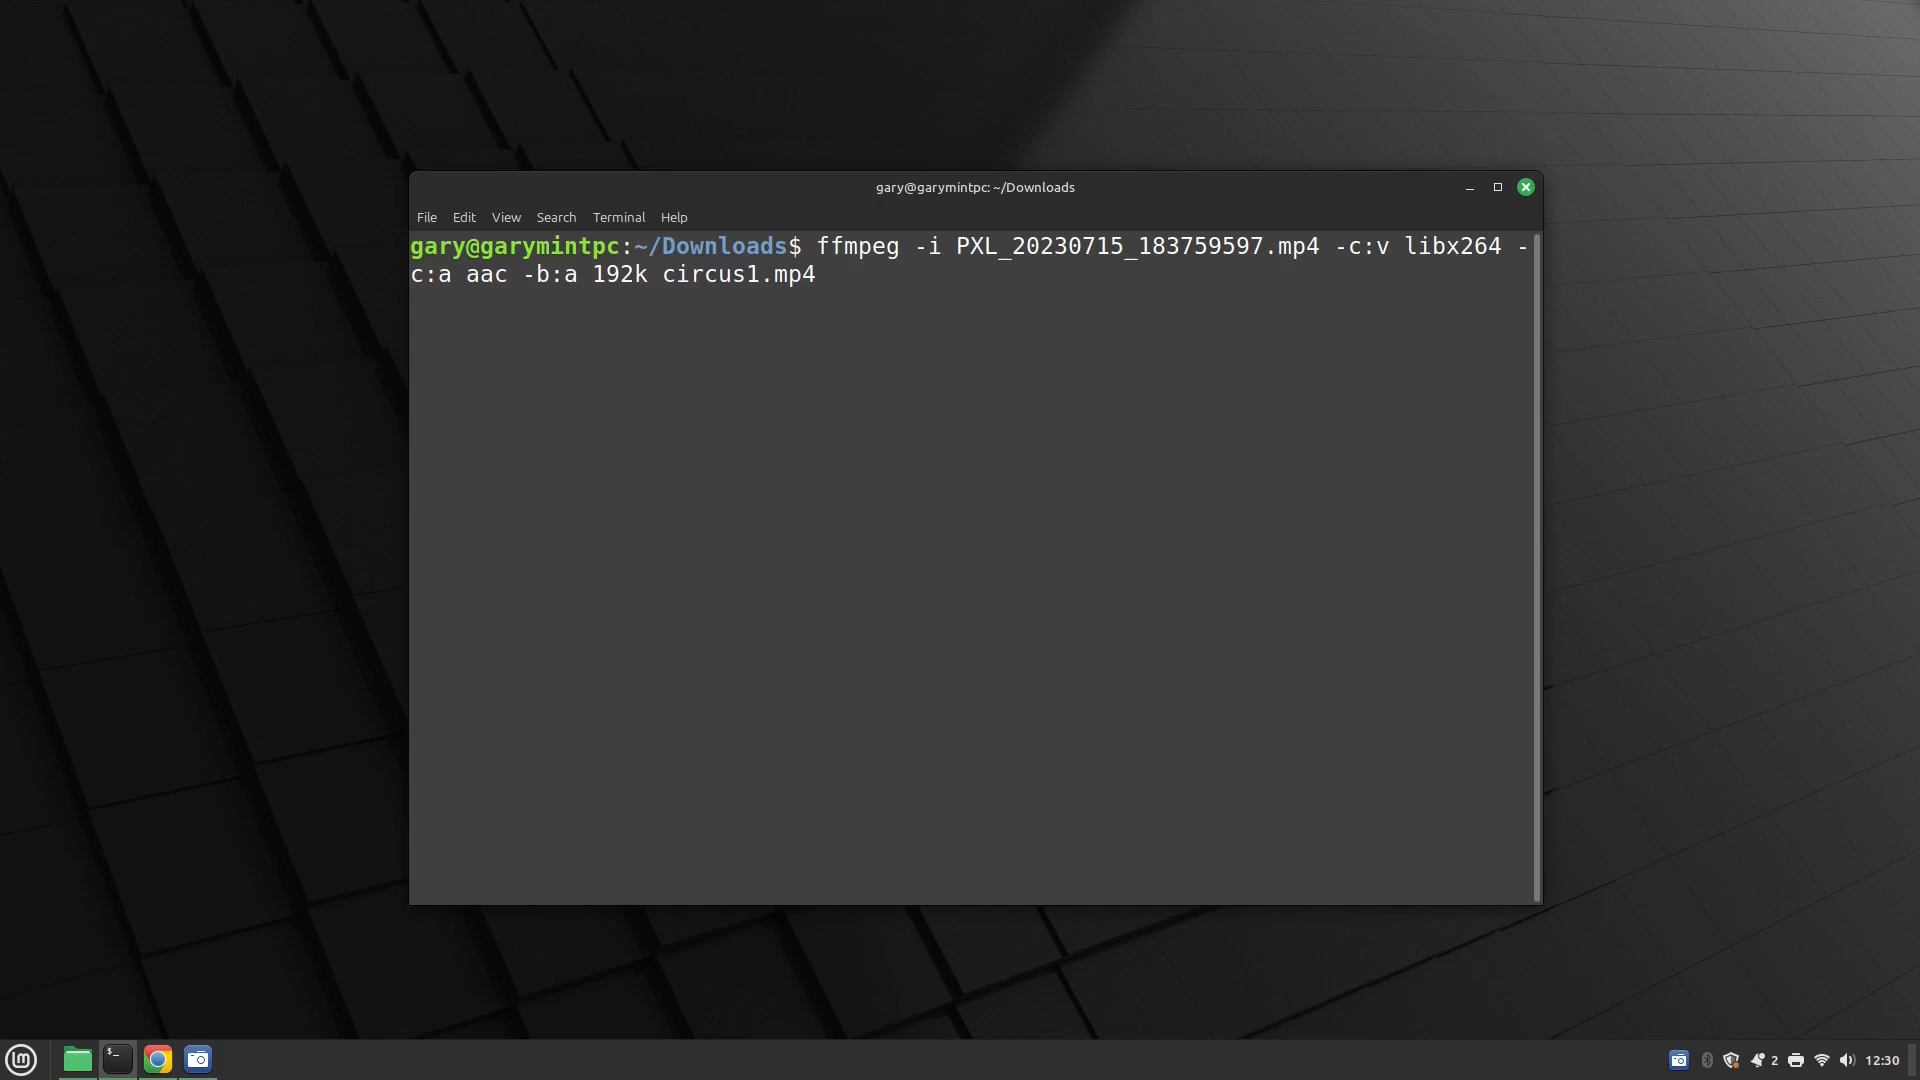 gary@garymintpc: ~/Downloads
File Edit View Search Terminal Help
gary@garymintpc:~/Downloads$ ffmpeg -i PXL_20230715_183759597.mp4 -c:v libx264 -
c:a aac -b:a 192k circus1.mp4
$_
lm
2
12:30